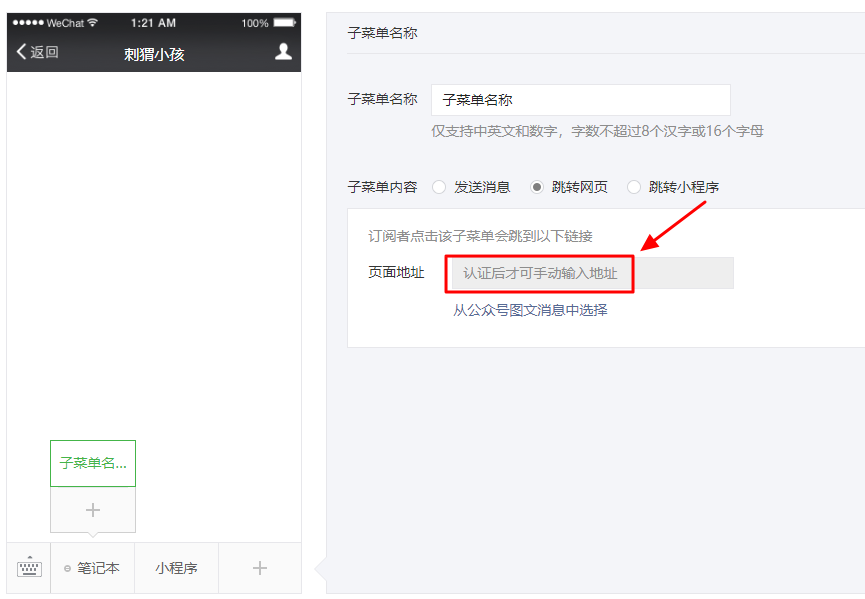 WeChat 1:21 AM 100%
返回 刺猬小孩
子菜单名...
笔记本 小程序
子菜单名称
子菜单名称 子菜单名称
仅支持中英文和数字，字数不超过8个汉字或16个字母
子菜单内容 发送消息 跳转网页 跳转小程序
订阅者点击该子菜单会跳到以下链接
页面地址 认证后才可手动输入地址
从公众号图文消息中选择